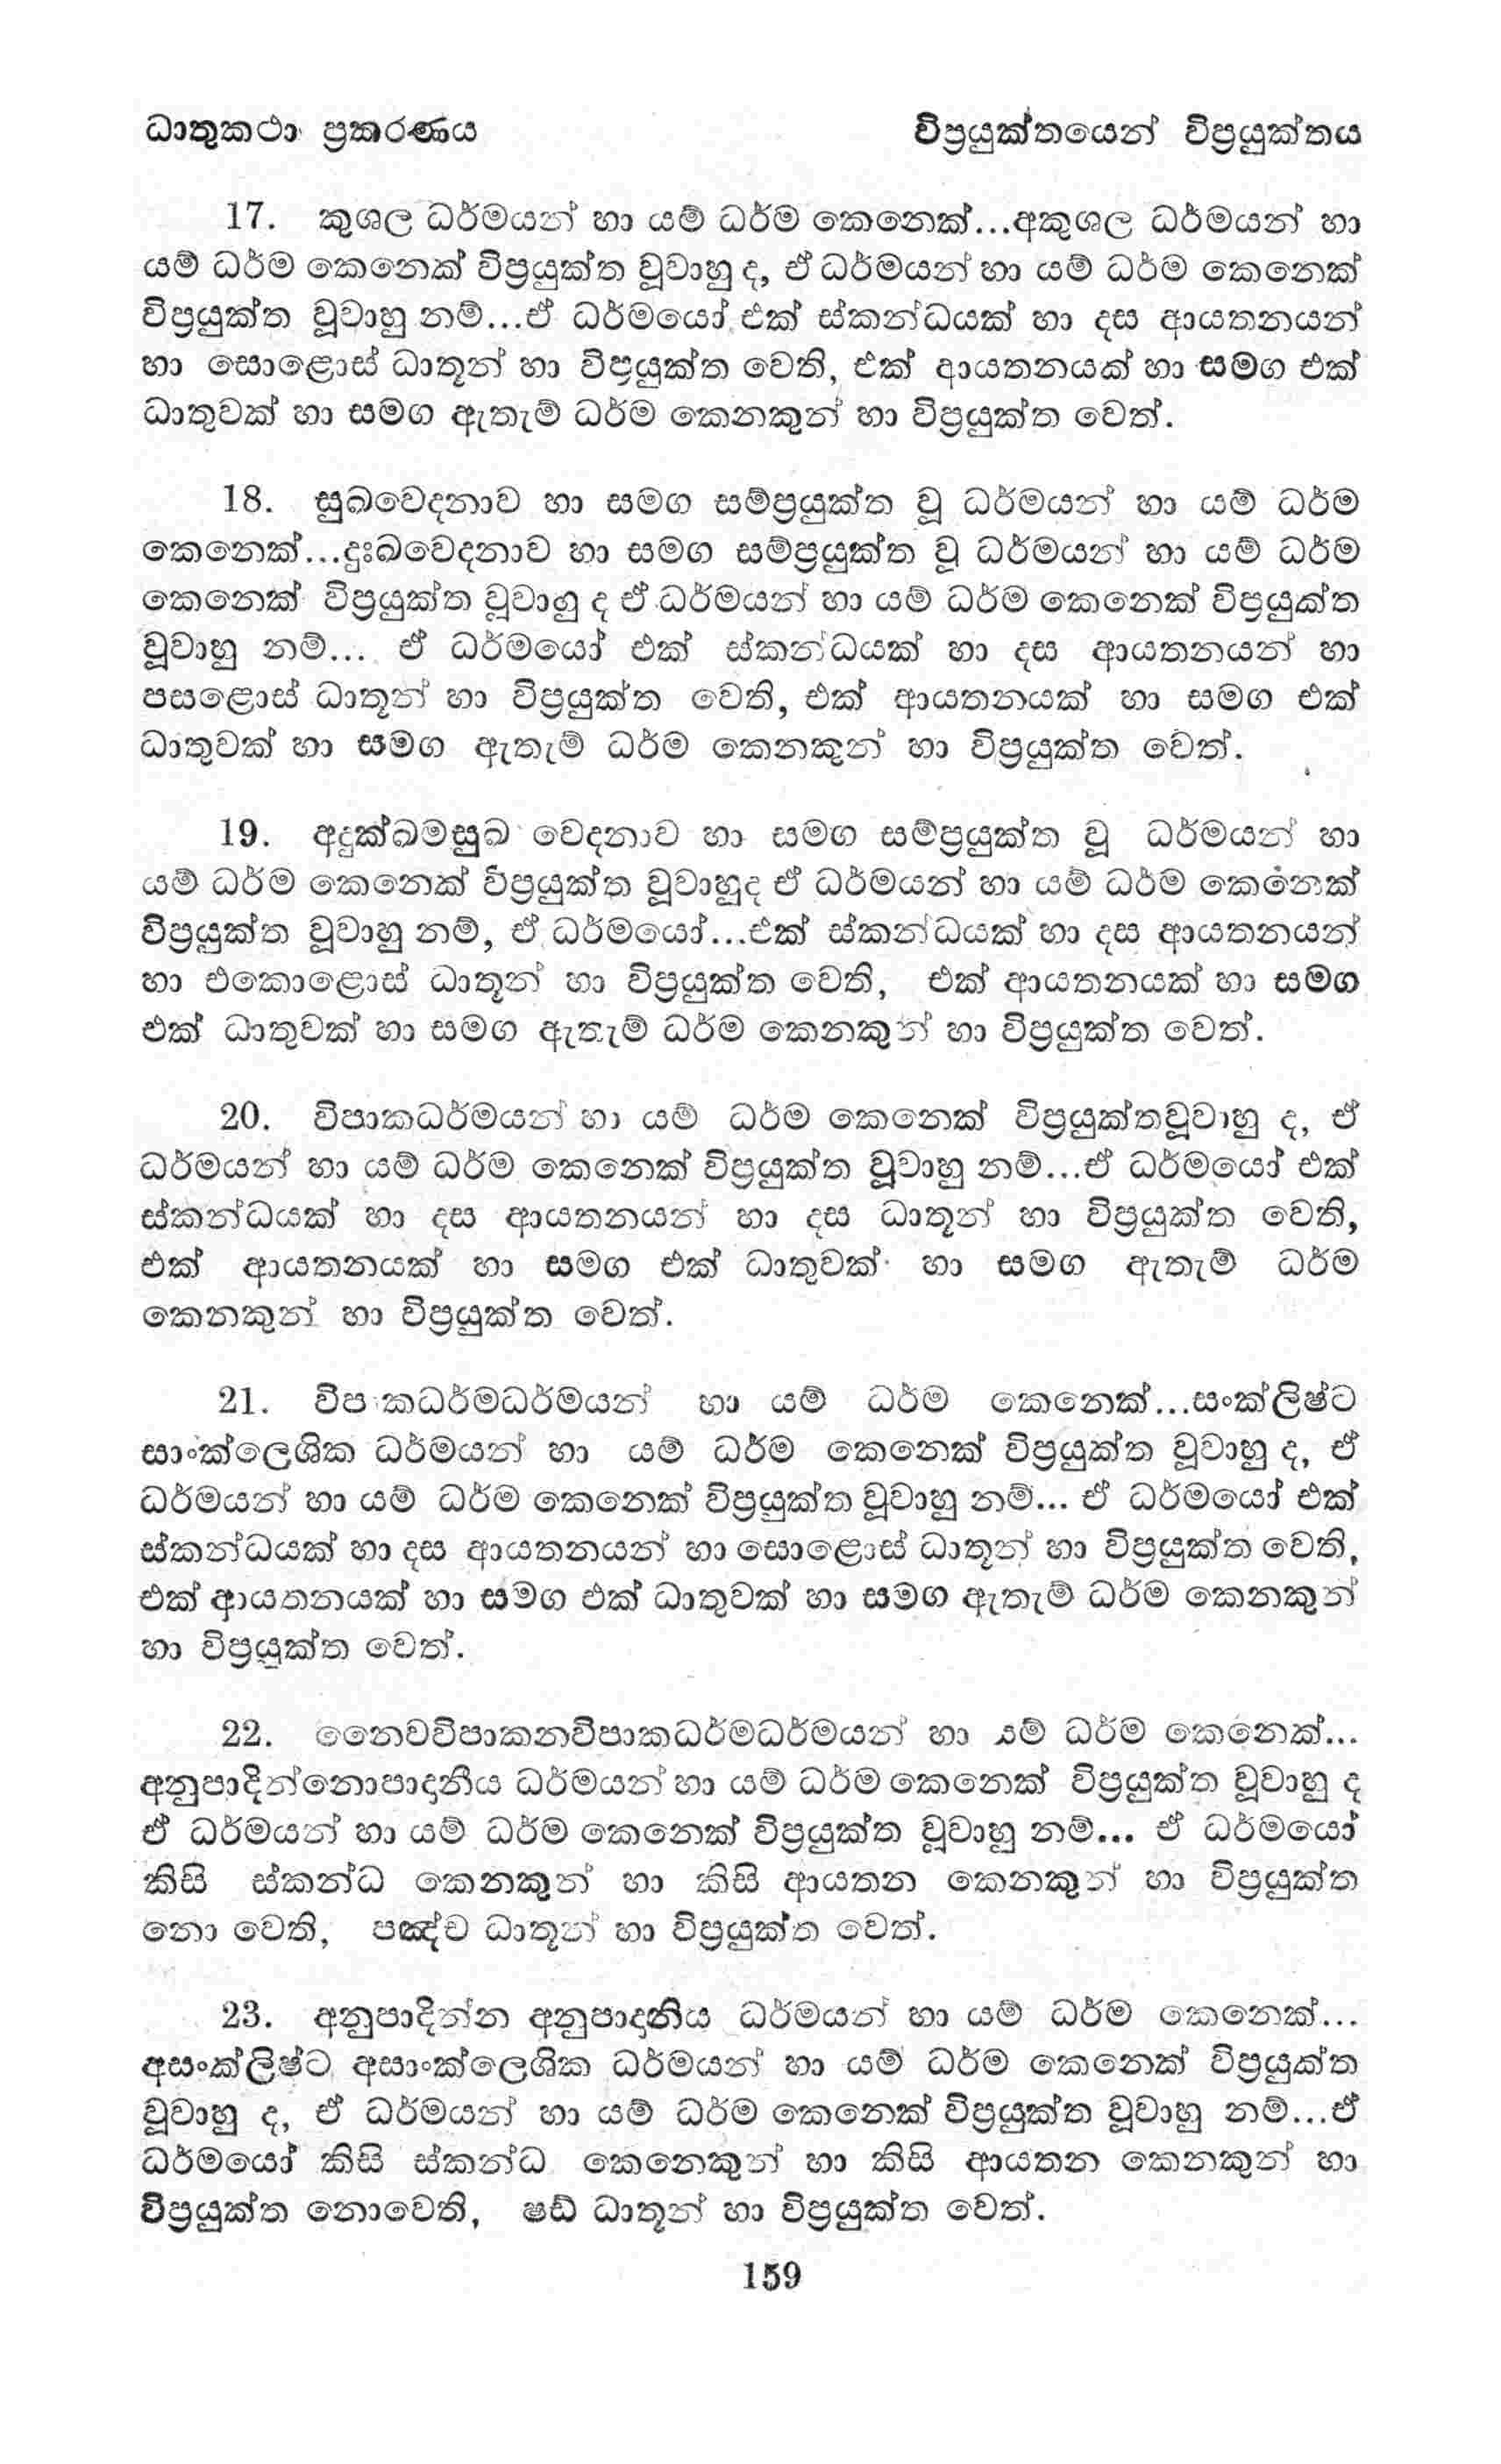 ධාතුකථා ප්‍රකරණය විප්‍රයුක්තයෙන් විප්‍රයුක්තය
17. කුශල ධර්මයන් හා යම් ධර්ම කෙනෙක්...අකුශල ධර්මයන් හා
යම් ධර්ම කෙනෙක් විප්‍රයුක්ත වූවාහු ද, ඒ ධර්මයන් හා යම් ධර්ම කෙනෙක්
විප්‍රයුක්ත වූවාහු නම්...ඒ ධර්මයෝ එක් ස්කන්ධයක් හා දස ආයතනයන්
හා සොළොස් ධාතූන් හා විප්‍රයුක්ත වෙති, එක් ආයතනයක් හා සමග එක්
ධාතුවක් හා සමග ඇතැම් ධර්ම කෙනකුන් හා විප්‍රයුක්ත වෙත්.
18. සුඛවෙදනාව හා සමග සම්ප්‍රයුක්ත වූ ධර්මයන් හා යම් ධර්ම
කෙනෙක්...දුඃඛවෙදනාව හා සමග සම්ප්‍රයුක්ත වූ ධර්මයන් හා යම් ධර්ම
කෙනෙක් විප්‍රයුක්ත වූවාහු ද ඒ ධර්මයන් හා යම් ධර්ම කෙනෙක් විප්‍රයුක්ත
වූවාහු නම්... ඒ ධර්මයෝ එක් ස්කන්ධයක් හා දස ආයතනයන් හා
පසළොස් ධාතූන් හා විප්‍රයුක්ත වෙති, එක් ආයතනයක් හා සමග එක්
ධාතුවක් හා සමග ඇතැම් ධර්ම කෙනකුන් හා විප්‍රයුක්ත වෙත්.
19. අදුක්ඛමසුඛ වෙදනාව හා සමග සම්ප්‍රයුක්ත වූ ධර්මයන් හා
යම් ධර්ම කෙනෙක් විප්‍රයුක්ත වූවාහුද ඒ ධර්මයන් හා යම් ධර්ම කෙනෙක්
විප්‍රයුක්ත වූවාහු නම්, ඒ ධර්මයෝ...එක් ස්කන්ධයක් හා දස ආයතනයන්
හා එකොළොස් ධාතූන් හා විප්‍රයුක්ත වෙති, එක් ආයතනයක් හා සමග
එක් ධාතුවක් හා සමග ඇතැම් ධර්ම කෙනකුන් හා විප්‍රයුක්ත වෙත්.
20. විපාකධර්මයන් හා යම් ධර්ම කෙනෙක් විප්‍රයුක්තවූවාහු ද, ඒ
ධර්මයන් හා යම් ධර්ම කෙනෙක් විප්‍රයුක්ත වූවාහු නම්...ඒ ධර්මයෝ එක්
ස්කන්ධයක් හා දස ආයතනයන් හා දස ධාතූන් හා විප්‍රයුක්ත වෙති,
එක් ආයතනයක් හා සමග එක් ධාතුවක් හා සමග ඇතැම් ධර්ම
කෙනකුන් හා විප්‍රයුක්ත වෙත්.
21. විපාකධර්මධර්මයන් හා යම් ධර්ම කෙනෙක්...සංක්ලිෂ්ට
සාංක්ලෙශික ධර්මයන් හා යම් ධර්ම කෙනෙක් විප්‍රයුක්ත වූවාහු ද, ඒ
ධර්මයන් හා යම් ධර්ම කෙනෙක් විප්‍රයුක්ත වූවාහු නම්... ඒ ධර්මයෝ එක්
ස්කන්ධයක් හා දස ආයතනයන් හා සොළොස් ධාතූන් හා විප්‍රයුක්ත වෙති,
එක් ආයතනයක් හා සමග එක් ධාතුවක් හා සමග ඇතැම් ධර්ම කෙනකුන්
හා විප්‍රයුක්ත වෙත්.
22. නෛවවිපාකනවිපාකධර්මධර්මයන් හා යම් ධර්ම කෙනෙක්...
අනුපාදින්නොපාදානීය ධර්මයන් හා යම් ධර්ම කෙනෙක් විප්‍රයුක්ත වූවාහු ද
ඒ ධර්මයන් හා යම් ධර්ම කෙනෙක් විප්‍රයුක්ත වූවාහු නම්... ඒ ධර්මයෝ
කිසි ස්කන්ධ කෙනකුන් හා කිසි ආයතන කෙනකුන් හා විප්‍රයුක්ත
නො වෙති, පඤ්ච ධාතූන් හා විප්‍රයුක්ත වෙත්.
23. අනුපාදින්න අනුපාදානිය ධර්මයන් හා යම් ධර්ම කෙනෙක්...
අසංක්ලිෂ්ට අසාංක්ලෙශික ධර්මයන් හා යම් ධර්ම කෙනෙක් විප්‍රයුක්ත
වූවාහු ද, ඒ ධර්මයන් හා යම් ධර්ම කෙනෙක් විප්‍රයුක්ත වූවාහු නම්...ඒ
ධර්මයෝ කිසි ස්කන්ධ කෙනෙකුන් හා කිසි ආයතන කෙනකුන් හා
විප්‍රයුක්ත නොවෙති, ෂඩ් ධාතූන් හා විප්‍රයුක්ත වෙත්.
159